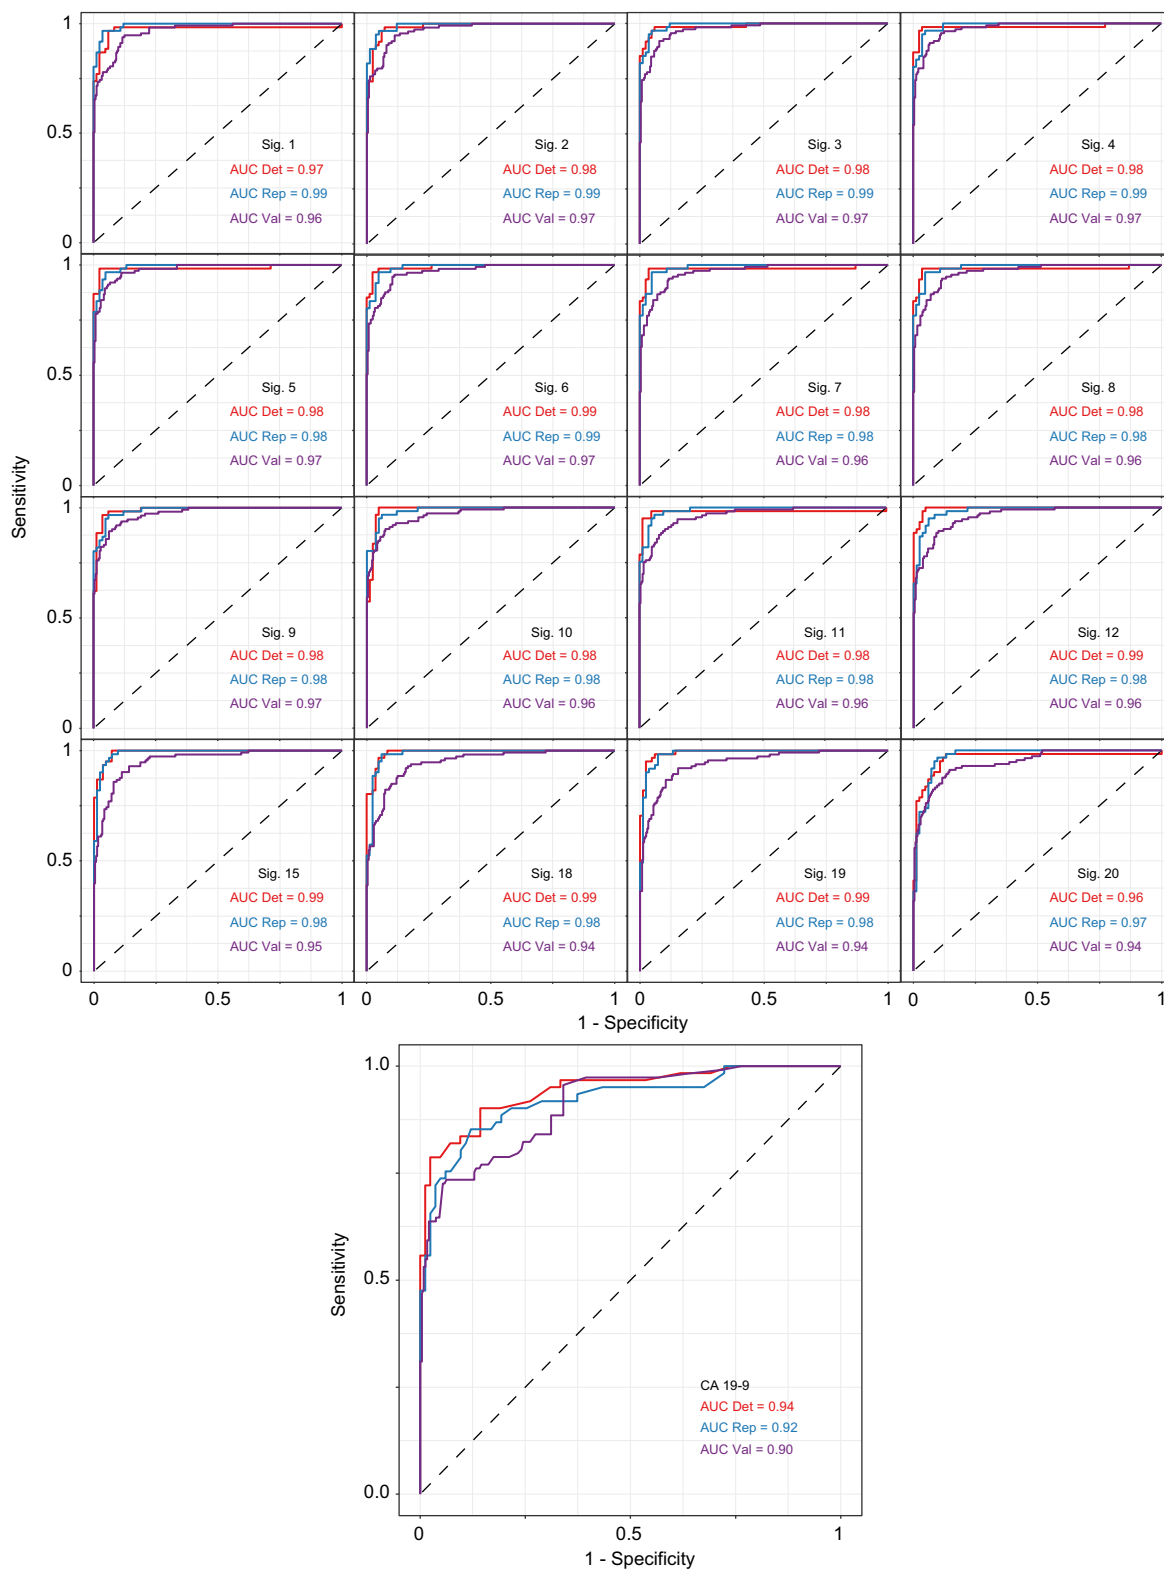 1
0.5
0
Sig. 1
AUC Det = 0.97
AUC Rep = 0.99
AUC Val = 0.96
Sig. 2
AUC Det = 0.98
AUC Rep = 0.99
AUC Val = 0.97
Sig. 3
AUC Det = 0.98
AUC Rep = 0.99
AUC Val = 0.97
Sig. 4
AUC Det = 0.98
AUC Rep = 0.99
AUC Val = 0.97
1
0.5
0
Sig. 5
AUC Det = 0.98
AUC Rep = 0.98
AUC Val = 0.97
Sig. 6
AUC Det = 0.99
AUC Rep = 0.99
AUC Val = 0.97
Sig. 7
AUC Det = 0.98
AUC Rep = 0.98
AUC Val = 0.96
Sig. 8
AUC Det = 0.98
AUC Rep = 0.98
AUC Val = 0.96
Sensitivity
1
0.5
0
Sig. 9
AUC Det = 0.98
AUC Rep = 0.98
AUC Val = 0.97
Sig. 10
AUC Det = 0.98
AUC Rep = 0.98
AUC Val = 0.96
Sig. 11
AUC Det = 0.98
AUC Rep = 0.98
AUC Val = 0.96
Sig. 12
AUC Det = 0.99
AUC Rep = 0.98
AUC Val = 0.96
1
0.5
0
Sig. 15
AUC Det = 0.99
AUC Rep = 0.98
AUC Val = 0.95
Sig. 18
AUC Det = 0.99
AUC Rep = 0.98
AUC Val = 0.94
Sig. 19
AUC Det = 0.99
AUC Rep = 0.98
AUC Val = 0.94
Sig. 20
AUC Det = 0.96
AUC Rep = 0.97
AUC Val = 0.94
0 0.5 1 0 0.5 1 0 0.5 1 0 0.5 1
1 - Specificity
1.0
0.5
0.0
Sensitivity
CA 19-9
AUC Det = 0.94
AUC Rep = 0.92
AUC Val = 0.90
0 0.5 1
1 - Specificity